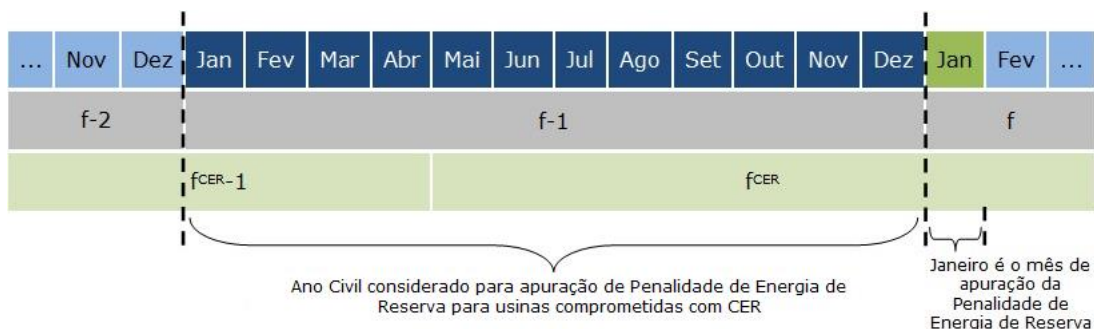 ... Nov Dez Jan Fev Mar Abr Mai Jun Jul Ago Set Out Nov Dez Jan Fev ...
f-2 f-1 f
fCER-1 fCER
Ano Civil considerado para apuração de Penalidade de Energia de
Reserva para usinas comprometidas com CER
Janeiro é o mês de
apuração da
Penalidade de
Energia de Reserva